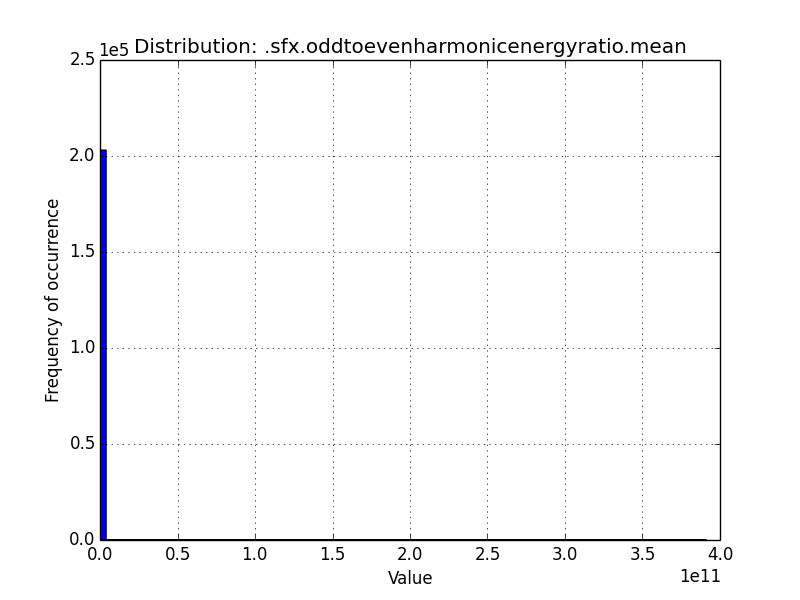 Distribution: .sfx.oddtoevenharmonicenergyratio.mean
1e5
2.5
2.0
1.5
1.0
0.5
0.0
Frequency of occurrence
0.0 0.5 1.0 1.5 2.0 2.5 3.0 3.5 4.0
1e11
Value